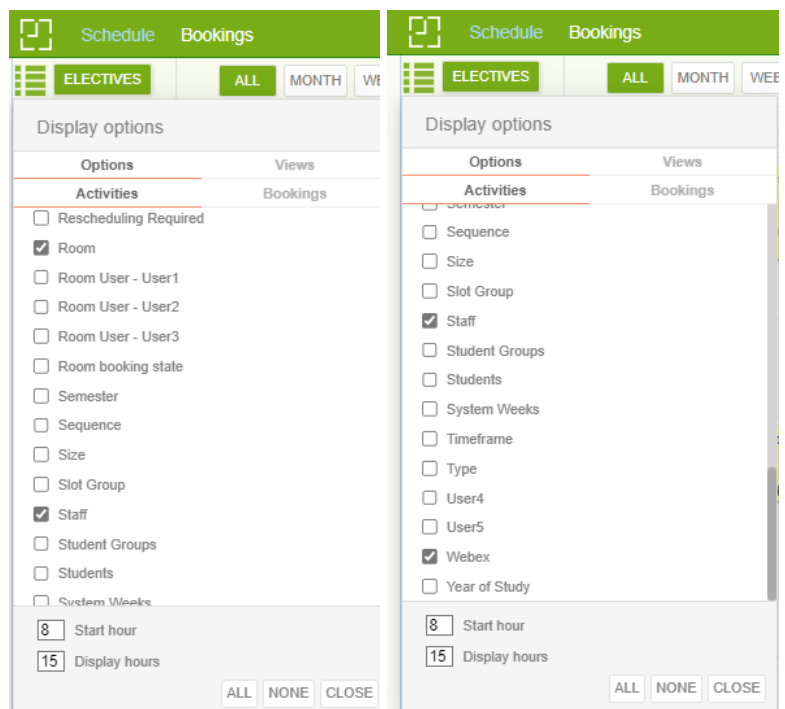 Schedule Bookings
ELECTIVES ALL MONTH WE
Display options
Options Views
Activities Bookings
Rescheduling Required
Room
Room User - User1
Room User - User2
Room User - User3
Room booking state
Semester
Sequence
Size
Slot Group
Staff
Student Groups
Students
System Weeks
8 Start hour
15 Display hours
ALL NONE CLOSE
Schedule Bookings
ELECTIVES ALL MONTH WEE
Display options
Options Views
Activities Bookings
Semester
Sequence
Size
Slot Group
Staff
Student Groups
Students
System Weeks
Timeframe
Type
User4
User5
Webex
Year of Study
8 Start hour
15 Display hours
ALL NONE CLOSE